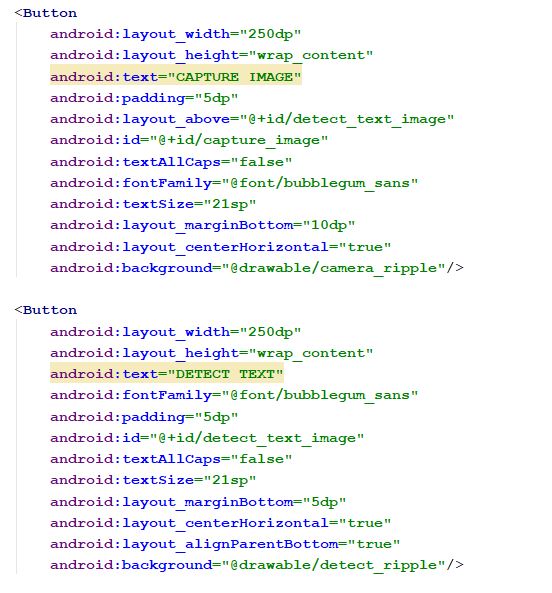 <Button
android:layout_width="250dp"
android:layout_height="wrap_content"
android:text="CAPTURE IMAGE"
android:padding="5dp"
android:layout_above="@+id/detect_text_image"
android:id="@+id/capture_image"
android:textAllCaps="false"
android:fontFamily="@font/bubblegum_sans"
android:textSize="21sp"
android:layout_marginBottom="10dp"
android:layout_centerHorizontal="true"
android:background="@drawable/camera_ripple"/>
<Button
android:layout_width="250dp"
android:layout_height="wrap_content"
android:text="DETECT TEXT"
android:fontFamily="@font/bubblegum_sans"
android:padding="5dp"
android:id="@+id/detect_text_image"
android:textAllCaps="false"
android:textSize="21sp"
android:layout_marginBottom="5dp"
android:layout_centerHorizontal="true"
android:layout_alignParentBottom="true"
android:background="@drawable/detect_ripple"/>